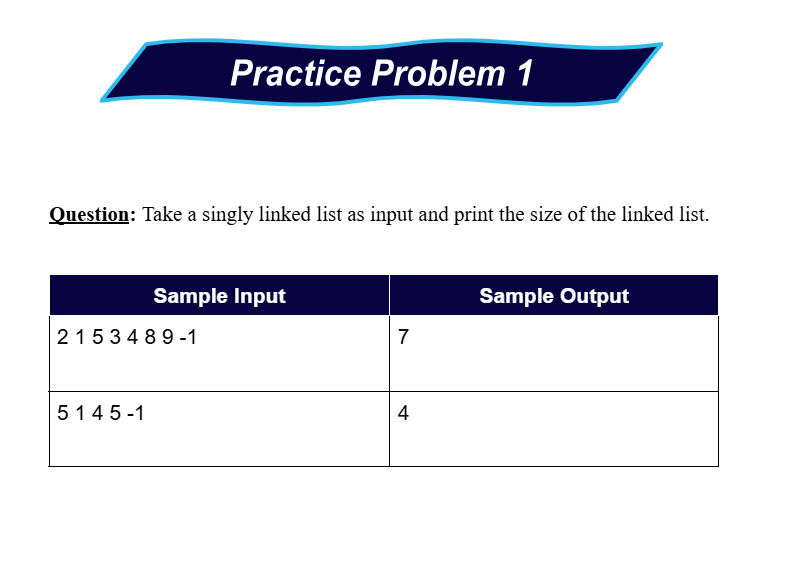 Practice Problem 1
Question: Take a singly linked list as input and print the size of the linked list.
Sample Input
Sample Output
2 1 5 3 4 8 9 -1
7
5 1 4 5 -1
4